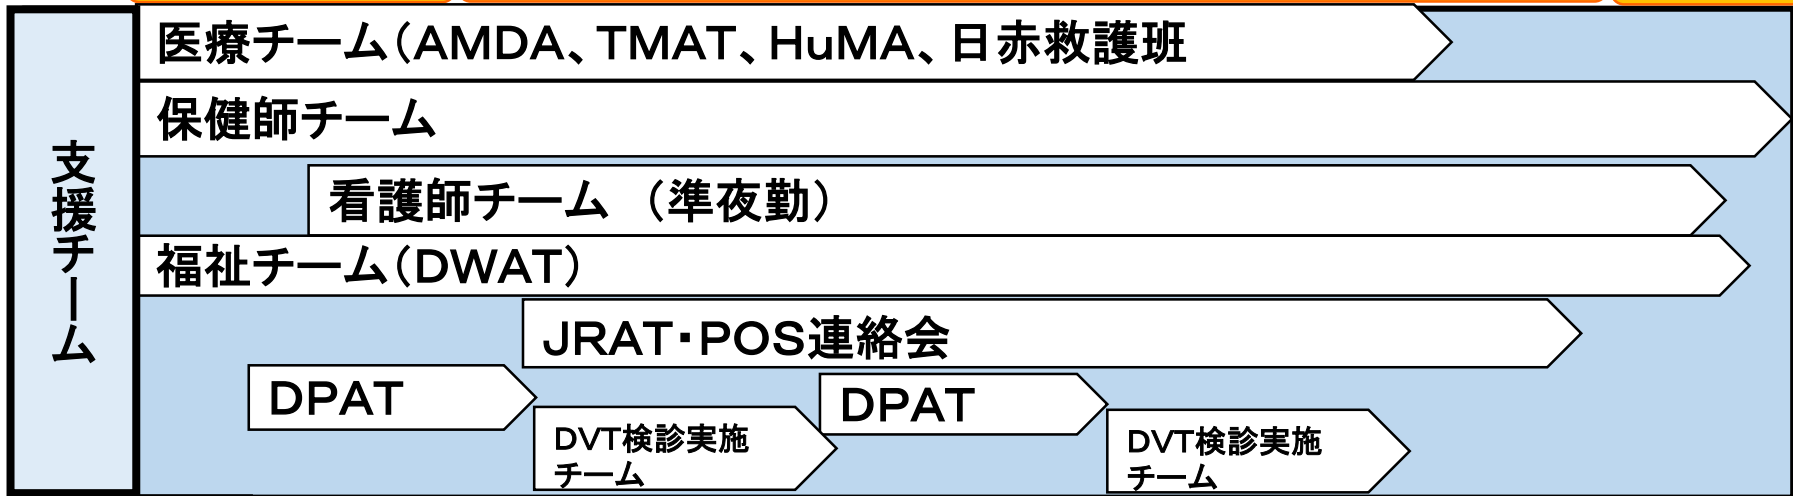 支援チーム
医療チーム（AMDA、TMAT、HuMA、日赤救護班
保健師チーム
看護師チーム　（準夜勤）
福祉チーム（DWAT）
JRAT・POS連絡会
DPAT
DVT検診実施
チーム
DPAT
DVT検診実施
チーム